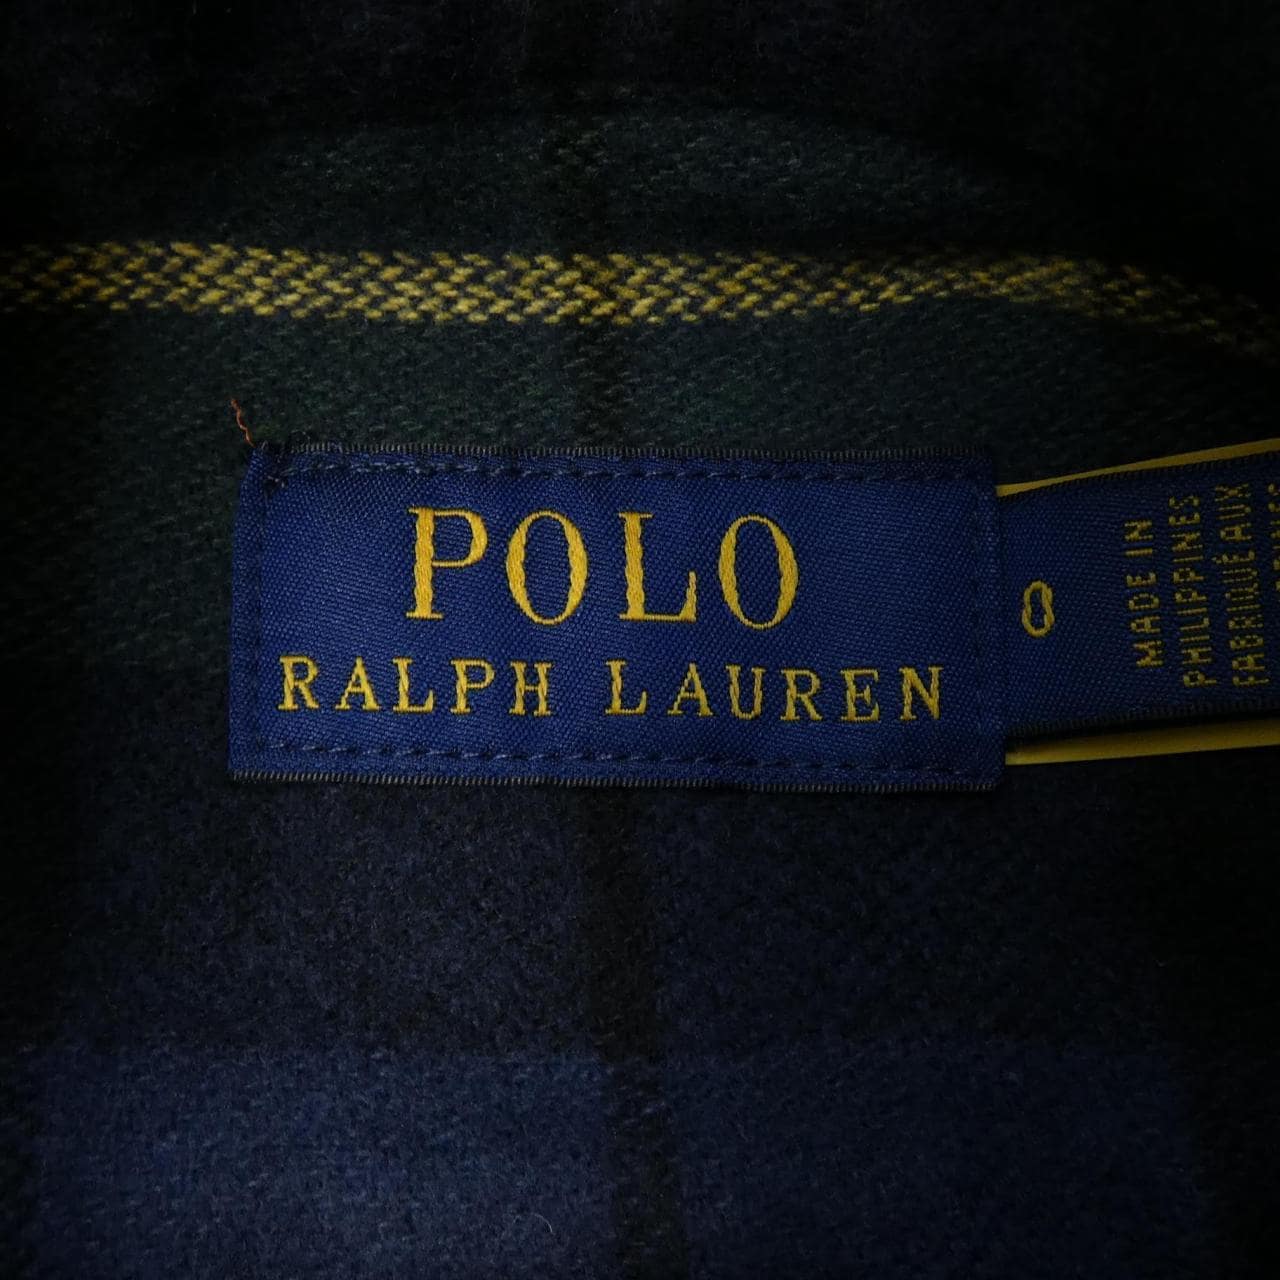 POLO
RALPH LAUREN
0
MADE IN
PHILIPPINES
FABRIQUÉ AUX